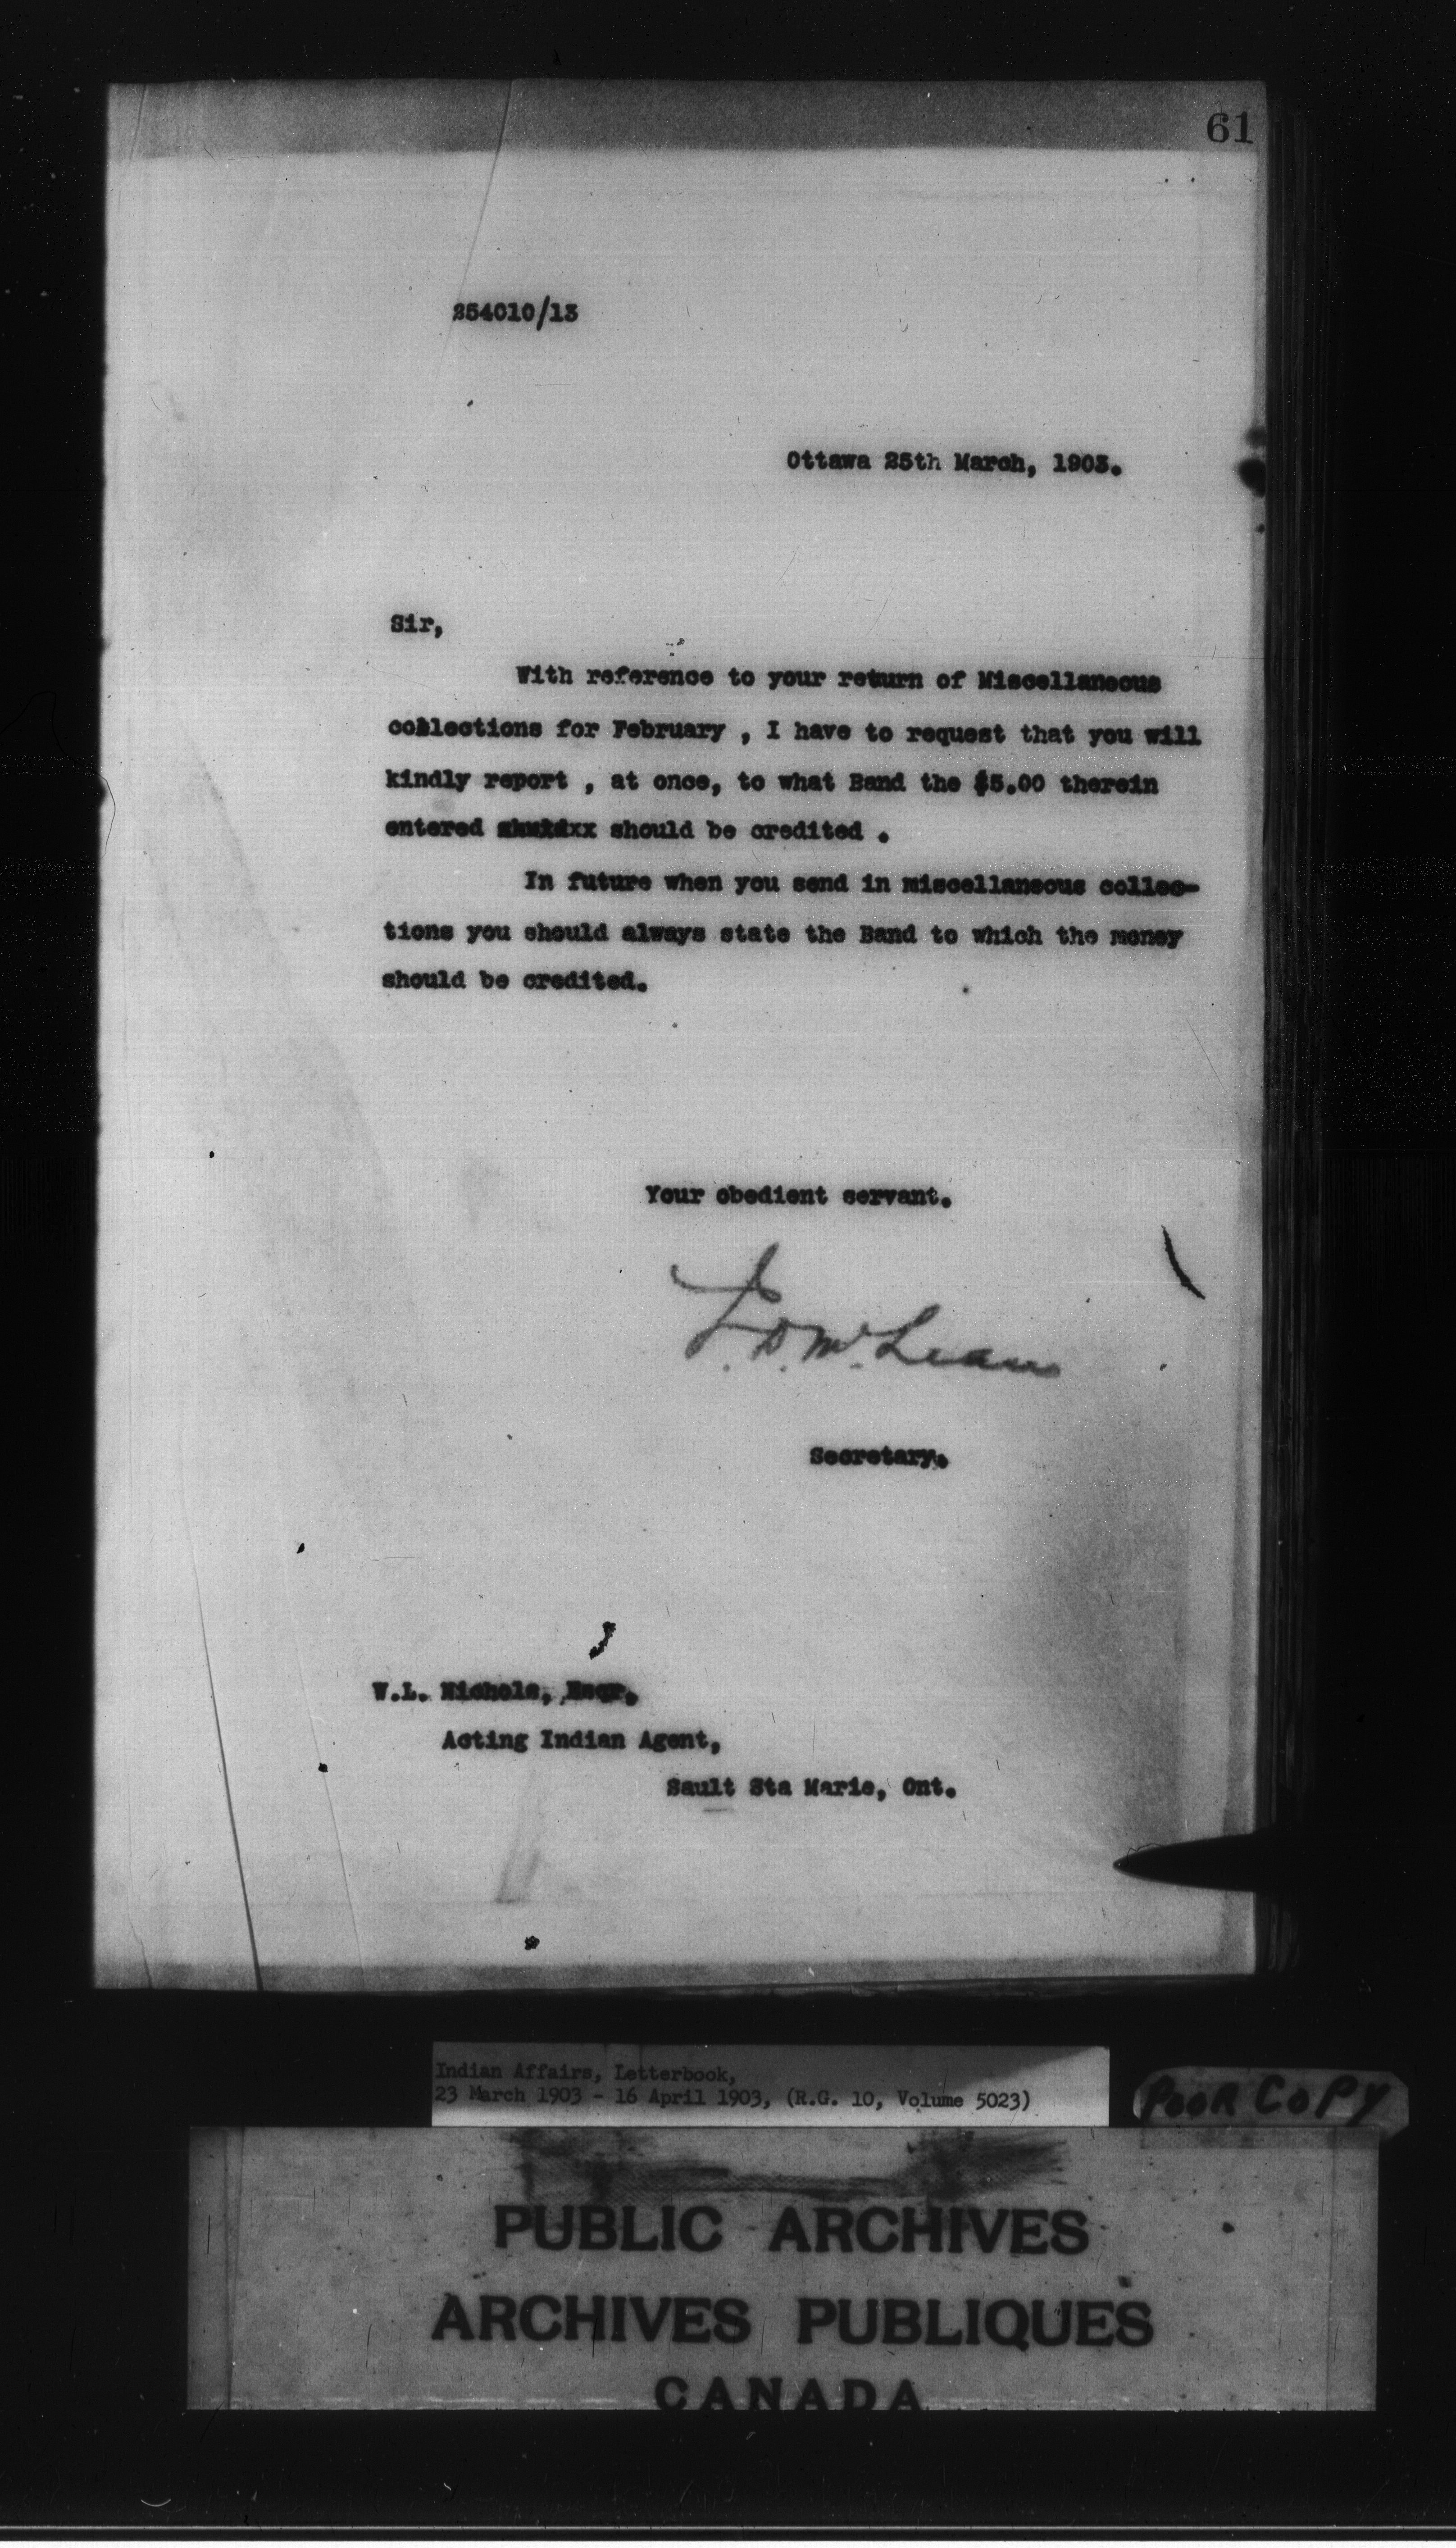 61
254010/13
Ottawa 25th March, 1903.
Sir,
With reference to your return of Miscellaneous
collections for February , I have to request that you will
kindly report , at once, to what Band the $5.00 therein
entered should be credited .
In future when you send in miscellaneous collec-
tions you should always state the Band to which the money
should be credited.
Your obedient servant.
J. D. McLean
Secretary.
W.L. Nichols, Esqr.
Acting Indian Agent,
Sault Sta Marie, Ont.
Indian Affairs, Letterbook,
23 March 1903 - 16 April 1903, (R.G. 10, Volume 5023)
POOR COPY
PUBLIC ARCHIVES
ARCHIVES PUBLIQUES
CANADA